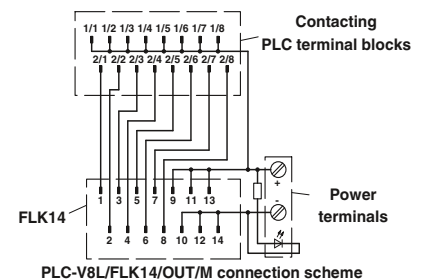 Contacting
PLC terminal blocks
1/1 1/2 1/3 1/4 1/5 1/6 1/7 1/8
2/1 2/2 2/3 2/4 2/5 2/6 2/7 2/8
1 3 5 7 9 11 13
+
-
Power
terminals
FLK14
2 4 6 8 10 12 14
PLC-V8L/FLK14/OUT/M connection scheme